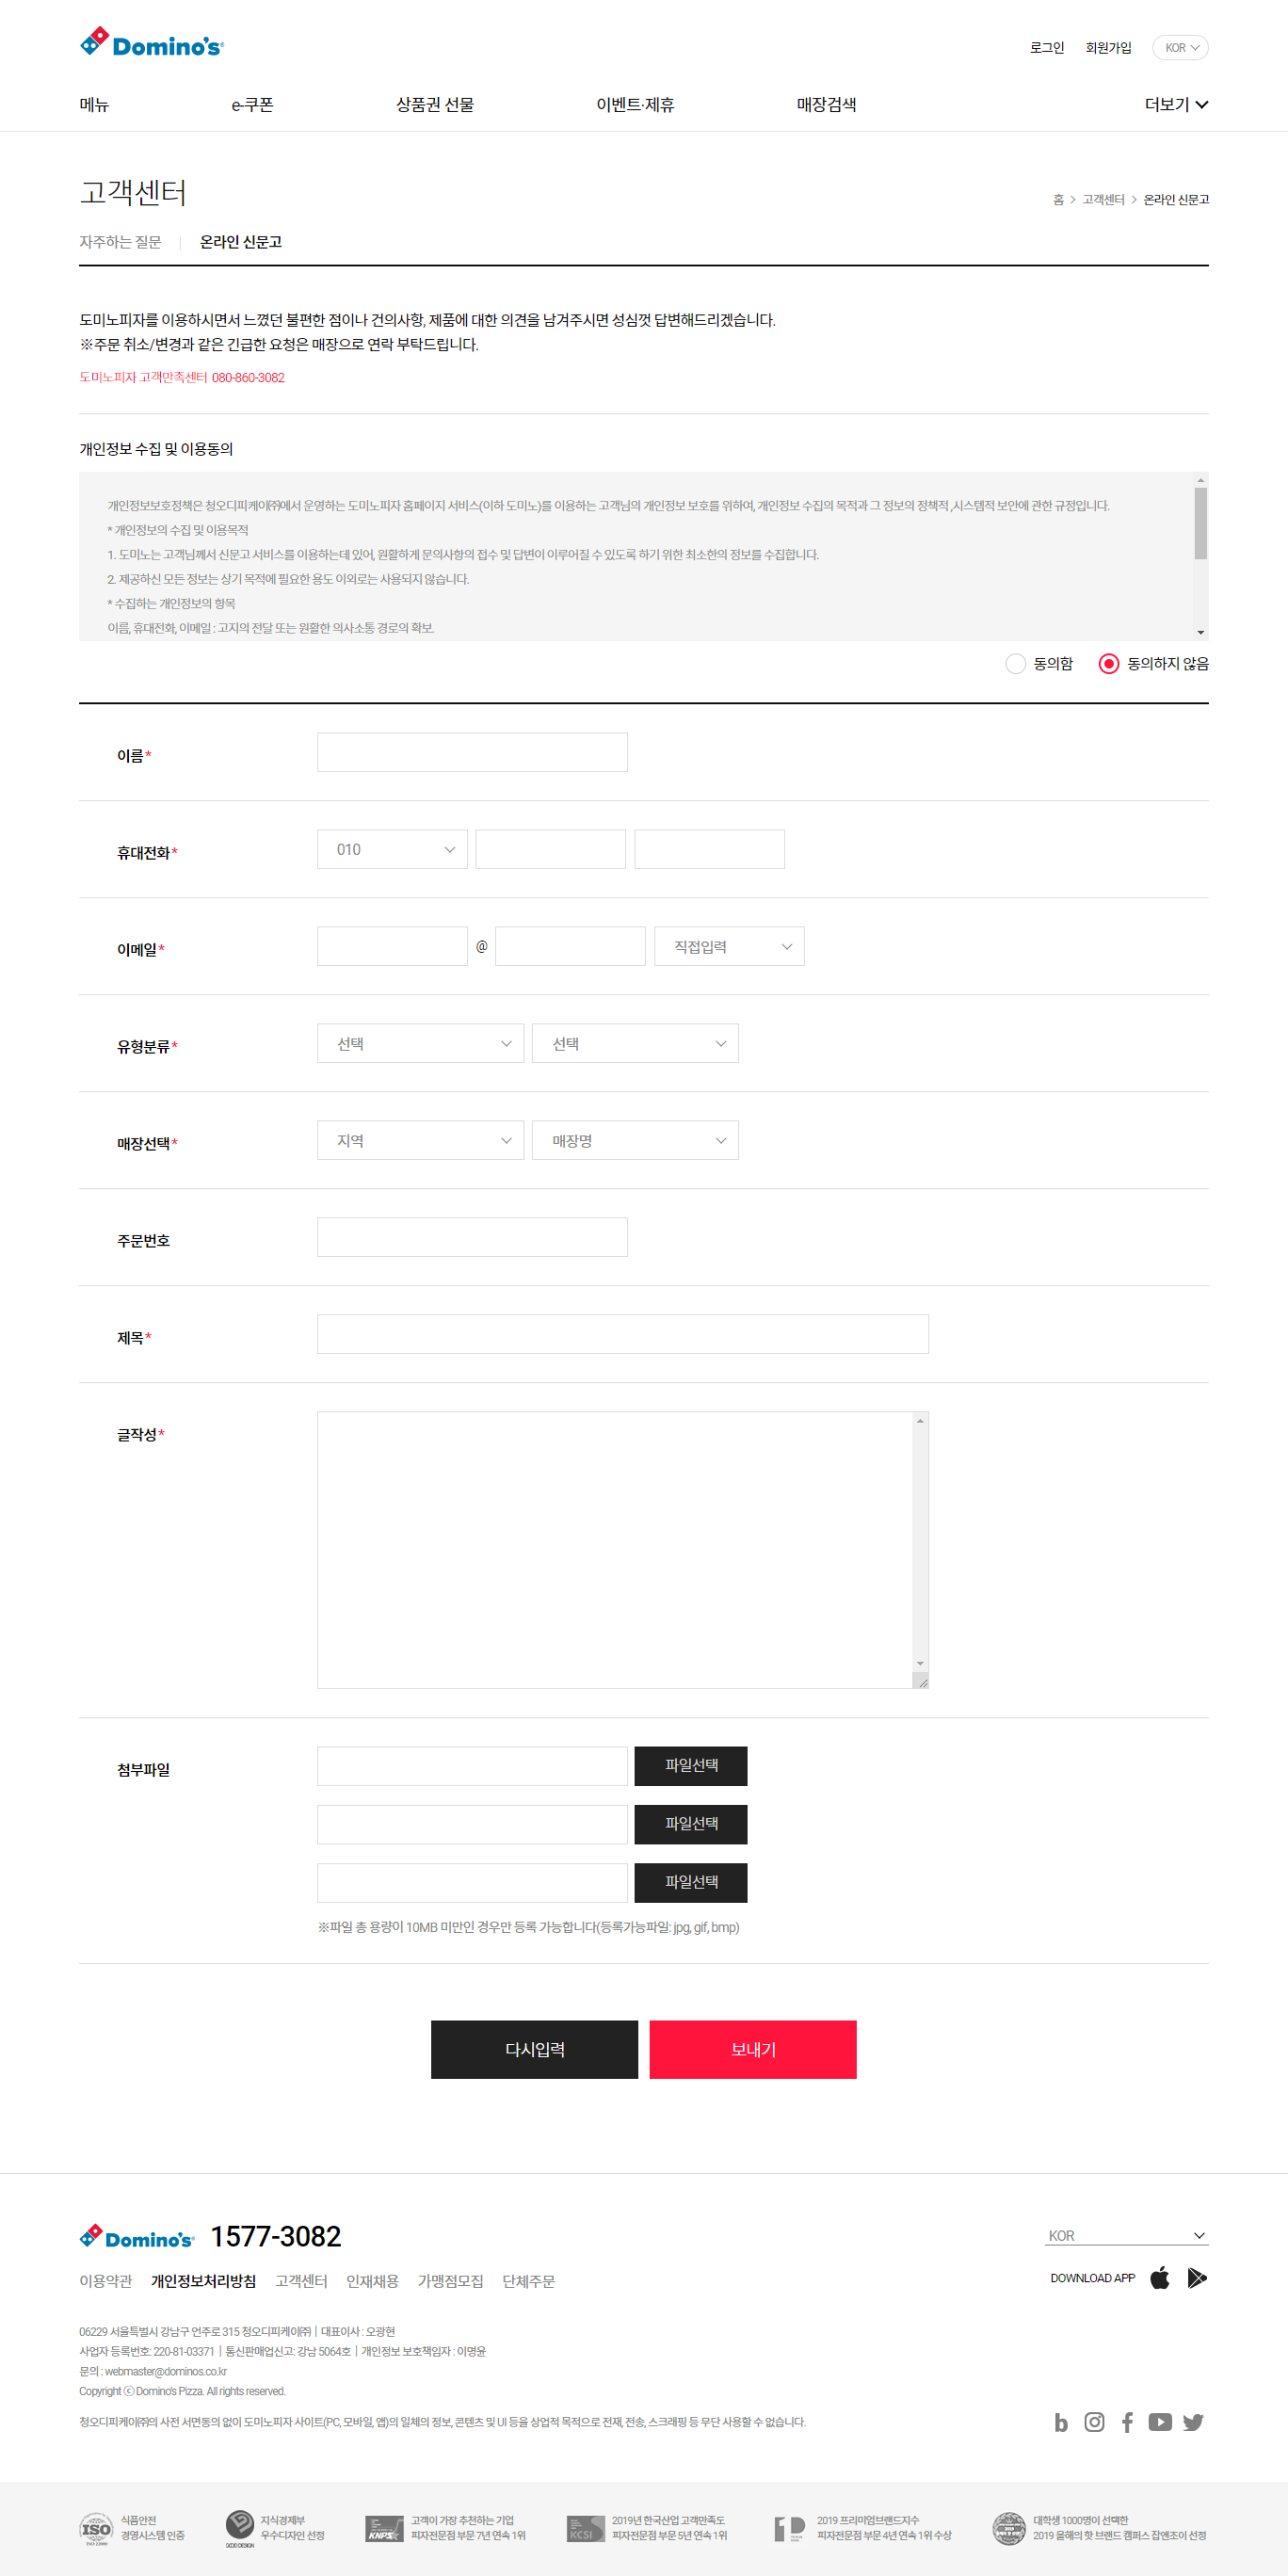 Domino's
로그인 회원가입 KOR
메뉴 e-쿠폰 상품권 선물 이벤트·제휴 매장검색 더보기
고객센터
홈 > 고객센터 > 온라인 신문고
자주하는 질문 온라인 신문고
도미노피자를 이용하시면서 느꼈던 불편한 점이나 건의사항, 제품에 대한 의견을 남겨주시면 성심껏 답변해드리겠습니다.
※주문 취소/변경과 같은 긴급한 요청은 매장으로 연락 부탁드립니다.
도미노피자 고객만족센터 080-860-3082
개인정보 수집 및 이용동의
개인정보보호정책은 청오디피케이㈜에서 운영하는 도미노피자 홈페이지 서비스(이하 도미노)를 이용하는 고객님의 개인정보 보호를 위하여, 개인정보 수집의 목적과 그 정보의 정책적 ,시스템적 보안에 관한 규정입니다.
* 개인정보의 수집 및 이용목적
1. 도미노는 고객님께서 신문고 서비스를 이용하는데 있어, 원활하게 문의사항의 접수 및 답변이 이루어질 수 있도록 하기 위한 최소한의 정보를 수집합니다.
2. 제공하신 모든 정보는 상기 목적에 필요한 용도 이외로는 사용되지 않습니다.
* 수집하는 개인정보의 항목
이름, 휴대전화, 이메일 : 고지의 전달 또는 원활한 의사소통 경로의 확보.
동의함 동의하지 않음
이름*
휴대전화* 010
이메일* @ 직접입력
유형분류* 선택 선택
매장선택* 지역 매장명
주문번호
제목*
글작성*
첨부파일 파일선택
파일선택
파일선택
※파일 총 용량이 10MB 미만인 경우만 등록 가능합니다(등록가능파일: jpg, gif, bmp)
다시입력 보내기
Domino's 1577-3082
KOR
이용약관 개인정보처리방침 고객센터 인재채용 가맹점모집 단체주문
DOWNLOAD APP
06229 서울특별시 강남구 언주로 315 청오디피케이㈜ | 대표이사 : 오광현
사업자 등록번호: 220-81-03371 | 통신판매업신고: 강남 5064호 | 개인정보 보호책임자 : 이명윤
문의 : webmaster@dominos.co.kr
Copyright ⓒ Domino's Pizza. All rights reserved.
청오디피케이㈜의 사전 서면동의 없이 도미노피자 사이트(PC, 모바일, 앱)의 일체의 정보, 콘텐츠 및 UI 등을 상업적 목적으로 전재, 전송, 스크래핑 등 무단 사용할 수 없습니다.
ISO
식품안전
경영시스템 인증
GOOD DESIGN
지식경제부
우수디자인 선정
KNPS
고객이 가장 추천하는 기업
피자전문점 부문 7년 연속 1위
KCSI
2019년 한국산업 고객만족도
피자전문점 부문 5년 연속 1위
2019 프리미엄브랜드지수
피자전문점 부문 4년 연속 1위 수상
대학생 1000명이 선택한
2019 올해의 핫 브랜드 캠퍼스 잡앤조이 선정